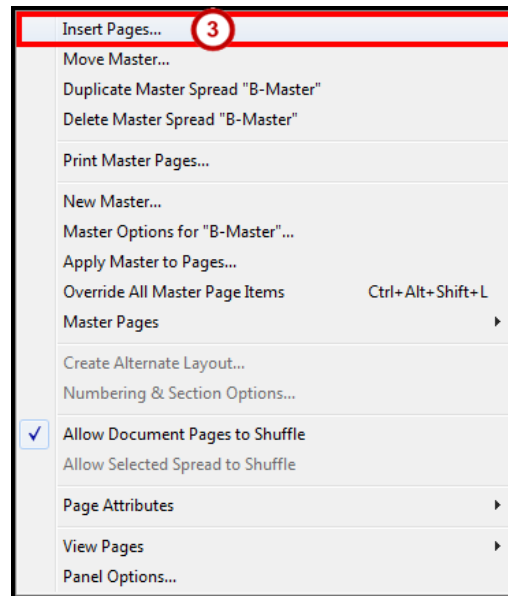 Insert Pages... 3
Move Master...
Duplicate Master Spread "B-Master"
Delete Master Spread "B-Master"
Print Master Pages...
New Master...
Master Options for "B-Master"...
Apply Master to Pages...
Override All Master Page Items Ctrl+Alt+Shift+L
Master Pages
Create Alternate Layout...
Numbering & Section Options...
Allow Document Pages to Shuffle
Allow Selected Spread to Shuffle
Page Attributes
View Pages
Panel Options...